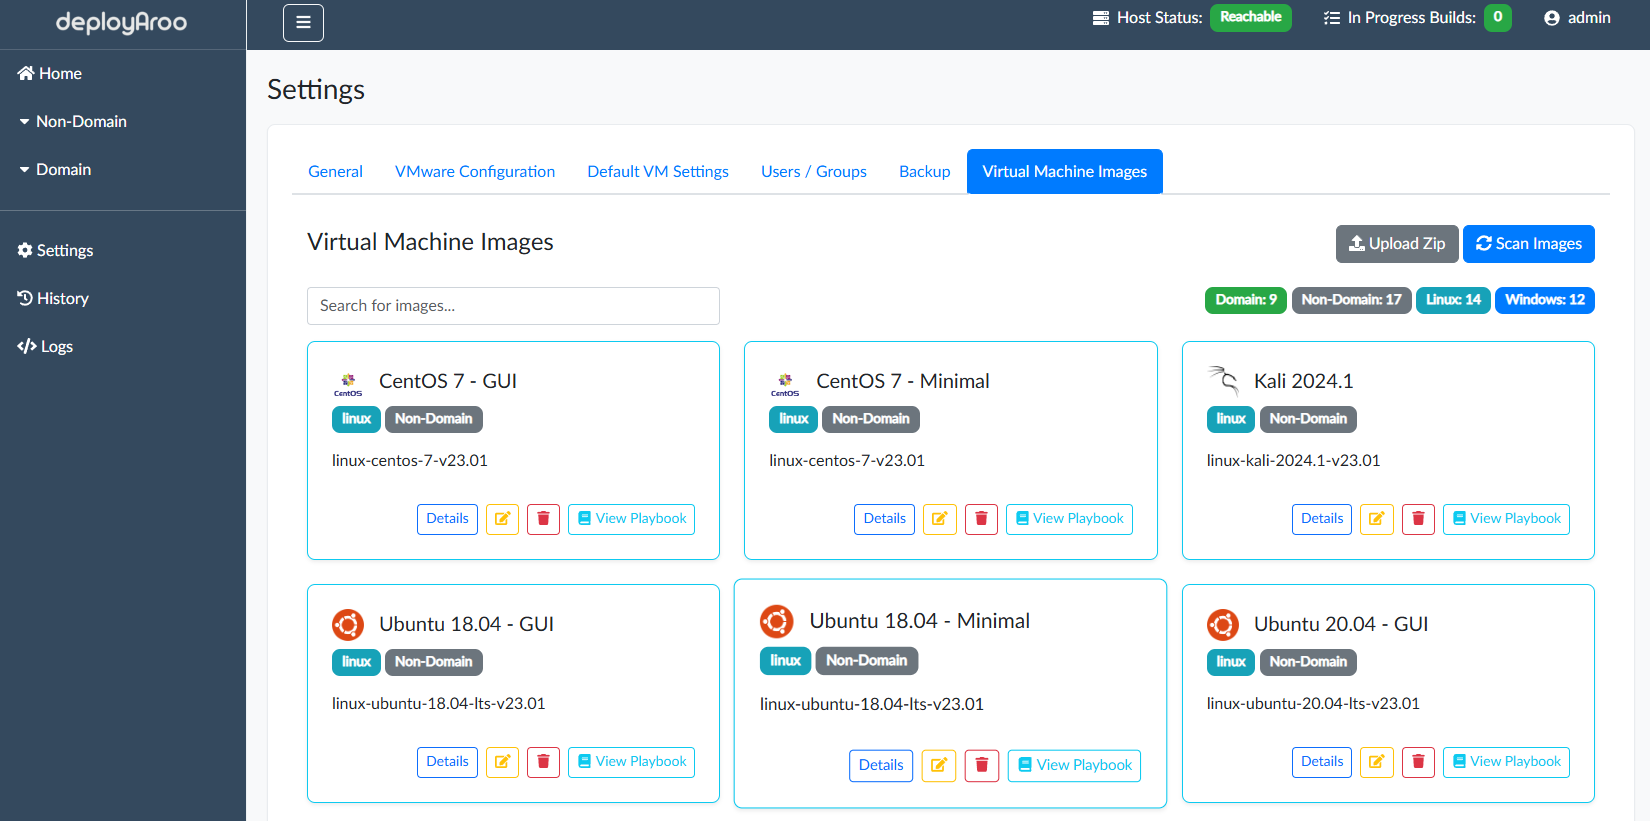 deployAroo
Host Status: Reachable In Progress Builds: 0 admin
Home
Non-Domain
Domain
Settings
History
Logs
Settings
General VMware Configuration Default VM Settings Users / Groups Backup Virtual Machine Images
Virtual Machine Images
Upload Zip Scan Images
Search for images...
Domain: 9 Non-Domain: 17 Linux: 14 Windows: 12
CentOS
CentOS 7 - GUI
linux Non-Domain
linux-centos-7-v23.01
Details View Playbook
CentOS
CentOS 7 - Minimal
linux Non-Domain
linux-centos-7-v23.01
Details View Playbook
Kali 2024.1
linux Non-Domain
linux-kali-2024.1-v23.01
Details View Playbook
Ubuntu 18.04 - GUI
linux Non-Domain
linux-ubuntu-18.04-lts-v23.01
Details View Playbook
Ubuntu 18.04 - Minimal
linux Non-Domain
linux-ubuntu-18.04-lts-v23.01
Details View Playbook
Ubuntu 20.04 - GUI
linux Non-Domain
linux-ubuntu-20.04-lts-v23.01
Details View Playbook